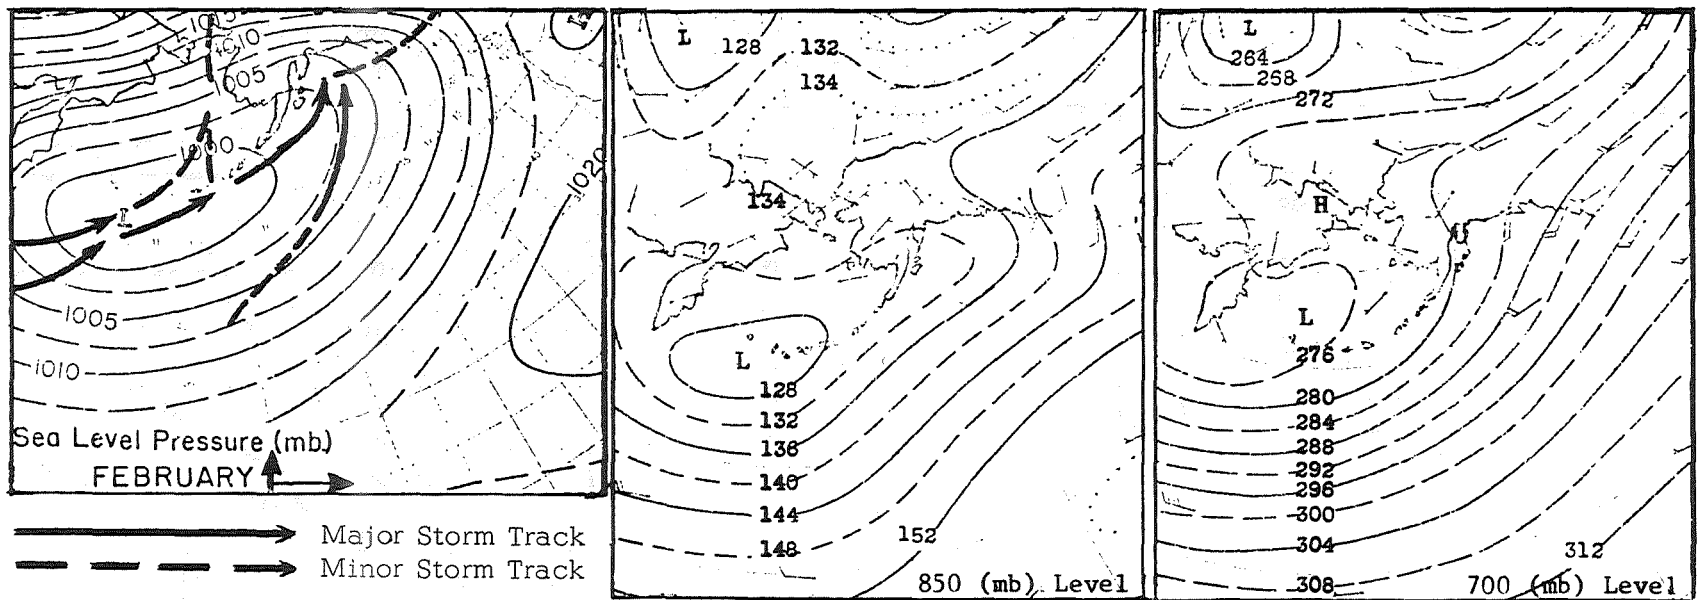 1015
1010
1005
1000
1020
1005
1010
Sea Level Pressure (mb.)
FEBRUARY
Major Storm Track
Minor Storm Track
L
128
132
134
134
L
128
132
136
140
144
148
152
850 (mb) Level
L
264
268
272
H
L
276
280
284
288
292
296
300
304
308
312
700 (mb) Level